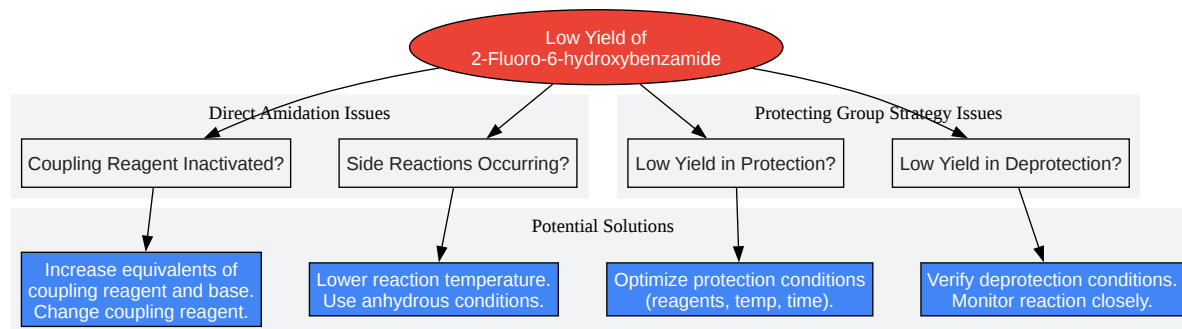 Low Yield of
2-Fluoro-6-hydroxybenzamide
Direct Amidation Issues
Protecting Group Strategy Issues
Coupling Reagent Inactivated?
Side Reactions Occurring?
Low Yield in Protection?
Low Yield in Deprotection?
Potential Solutions
Increase equivalents of
coupling reagent and base.
Change coupling reagent.
Lower reaction temperature.
Use anhydrous conditions.
Optimize protection conditions
(reagents, temp, time).
Verify deprotection conditions.
Monitor reaction closely.